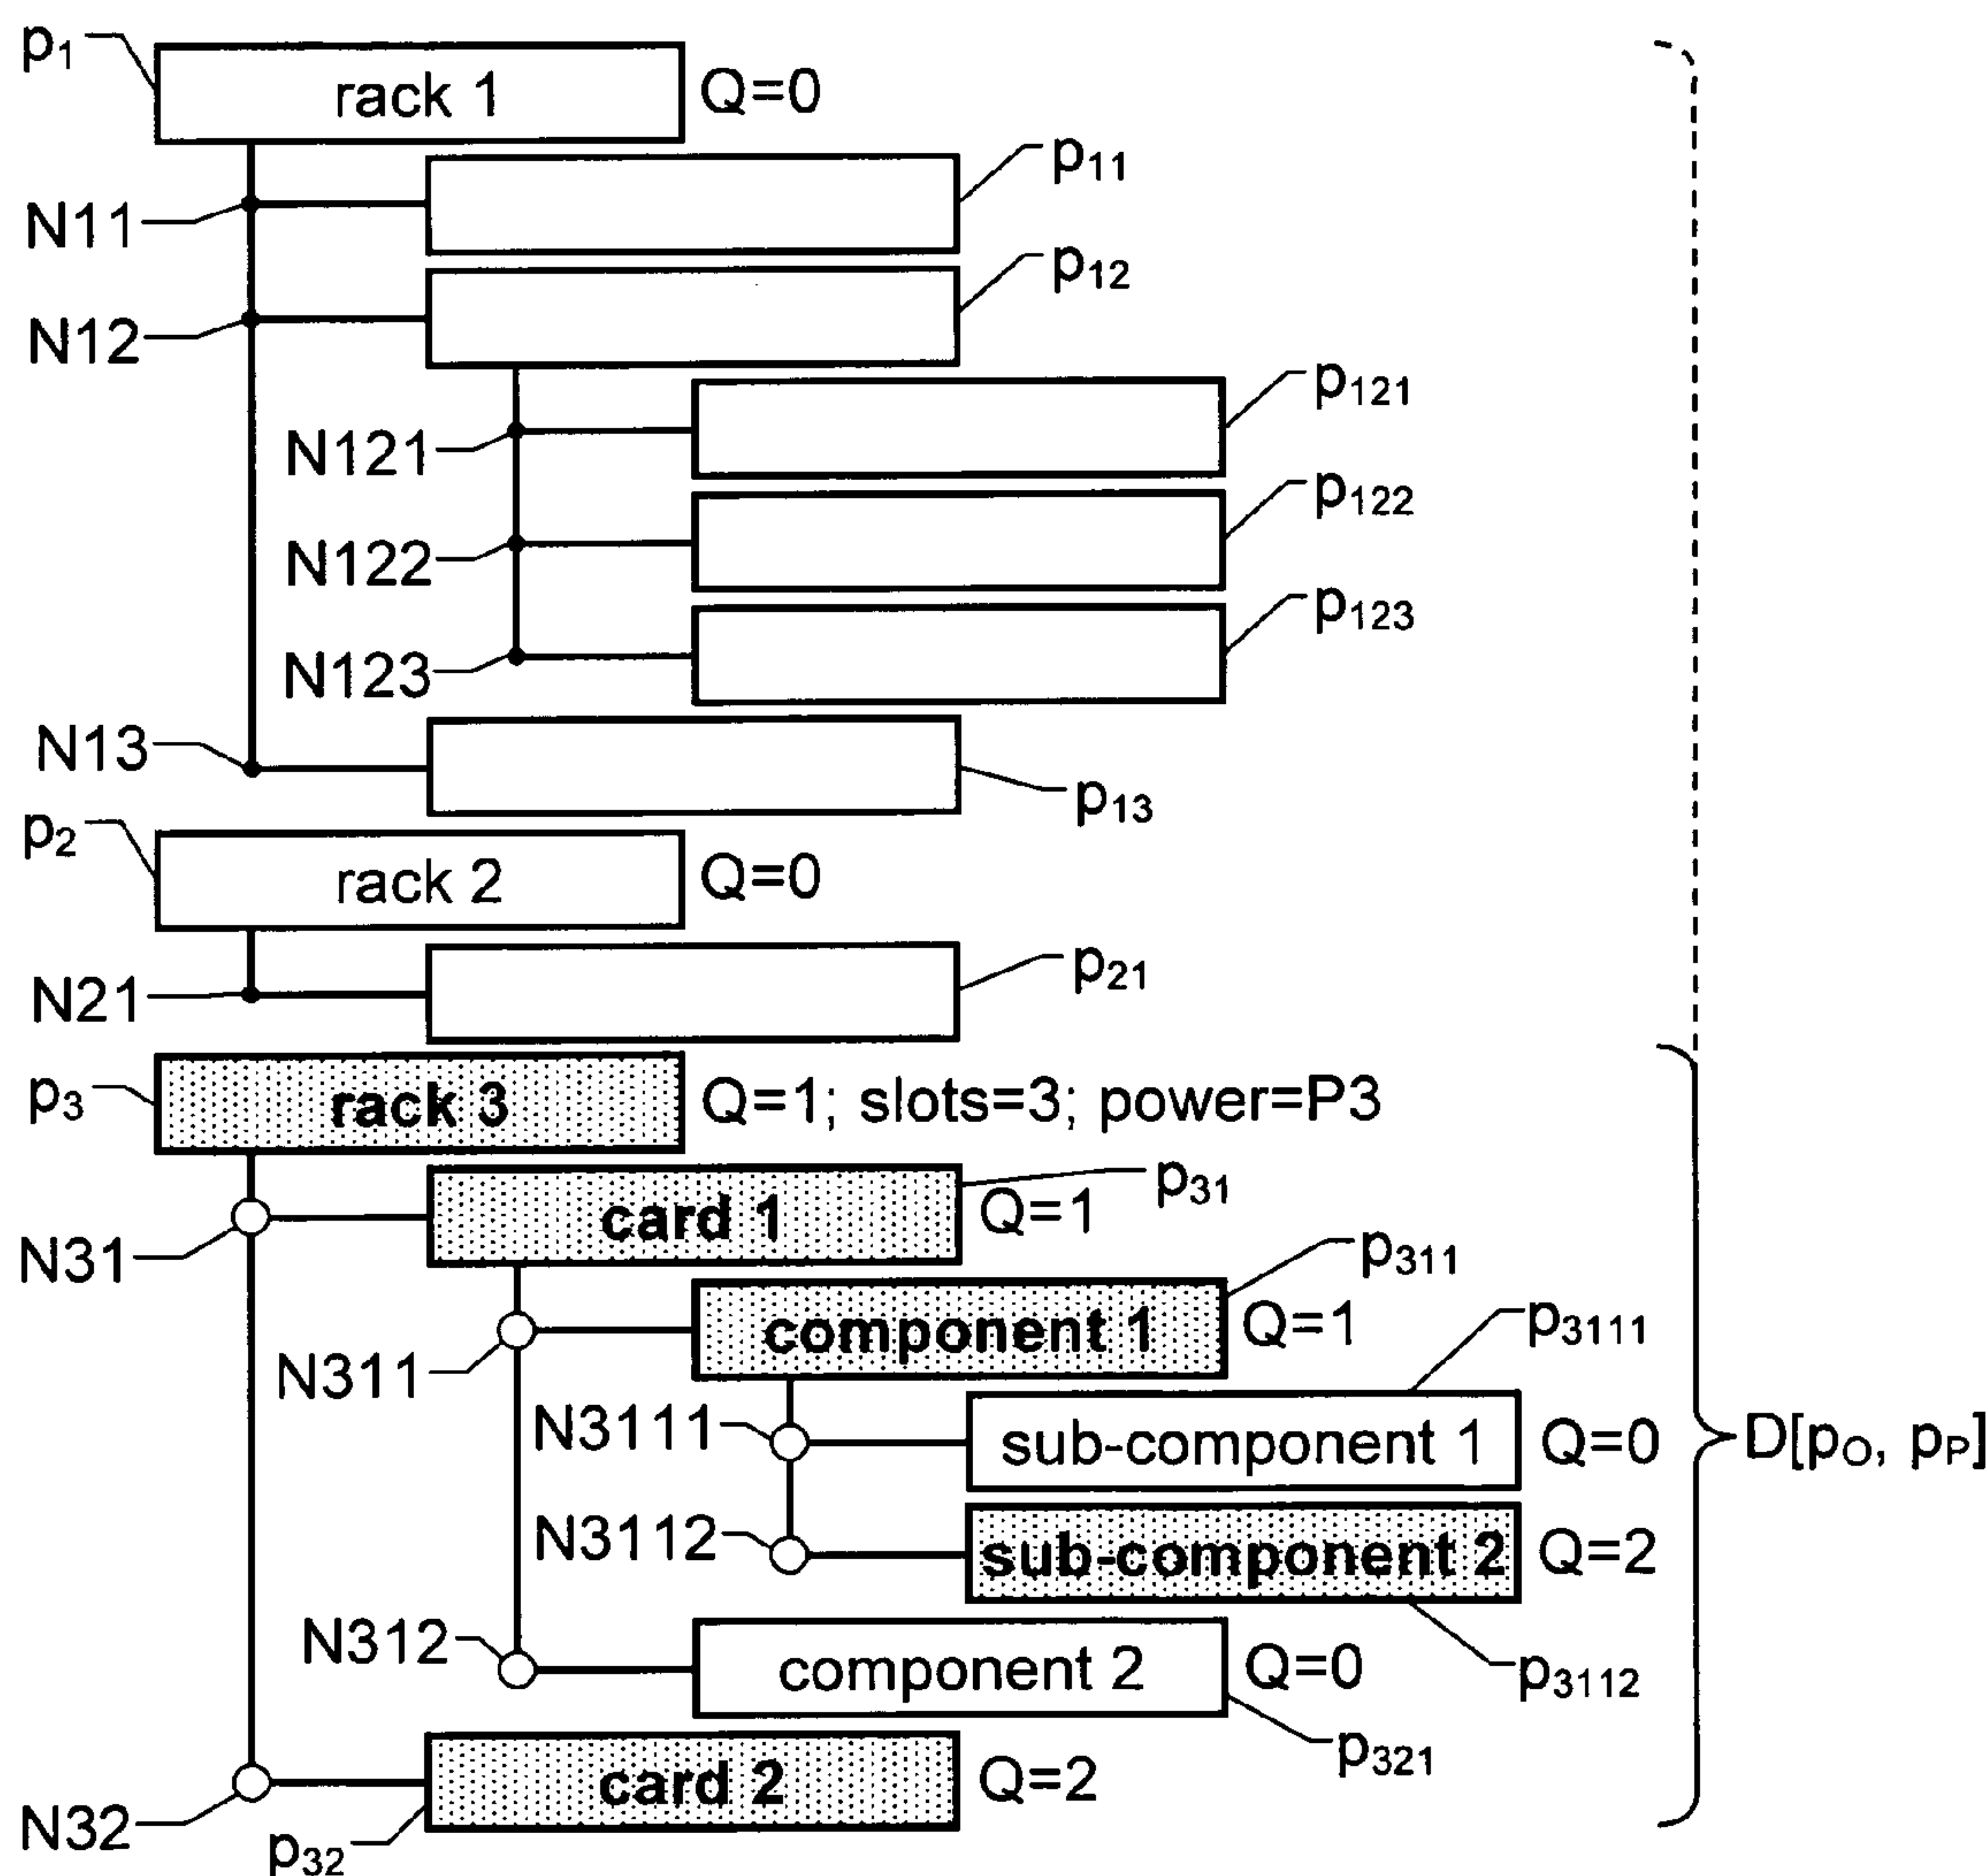 p1
rack 1 Q=0
p11
N11
p12
N12
p121
N121
p122
N122
p123
N123
N13
p13
p2
rack 2 Q=0
p21
N21
p3
rack 3 Q=1; slots=3; power=P3
p31
card 1 Q=1
N31
p311
component 1 Q=1
p3111
N311
N3111
sub-component 1 Q=0
D[pO, pP]
N3112
sub-component 2 Q=2
N312
component 2 Q=0
p3112
p321
card 2 Q=2
N32
p32